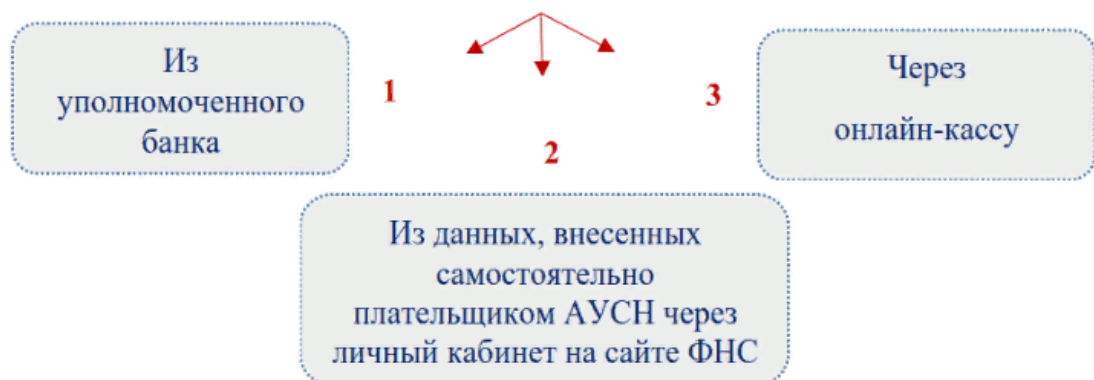 Из
уполномоченного
банка
1
2
3
Через
онлайн-кассу
Из данных, внесенных
самостоятельно
плательщиком АУСН через
личный кабинет на сайте ФНС